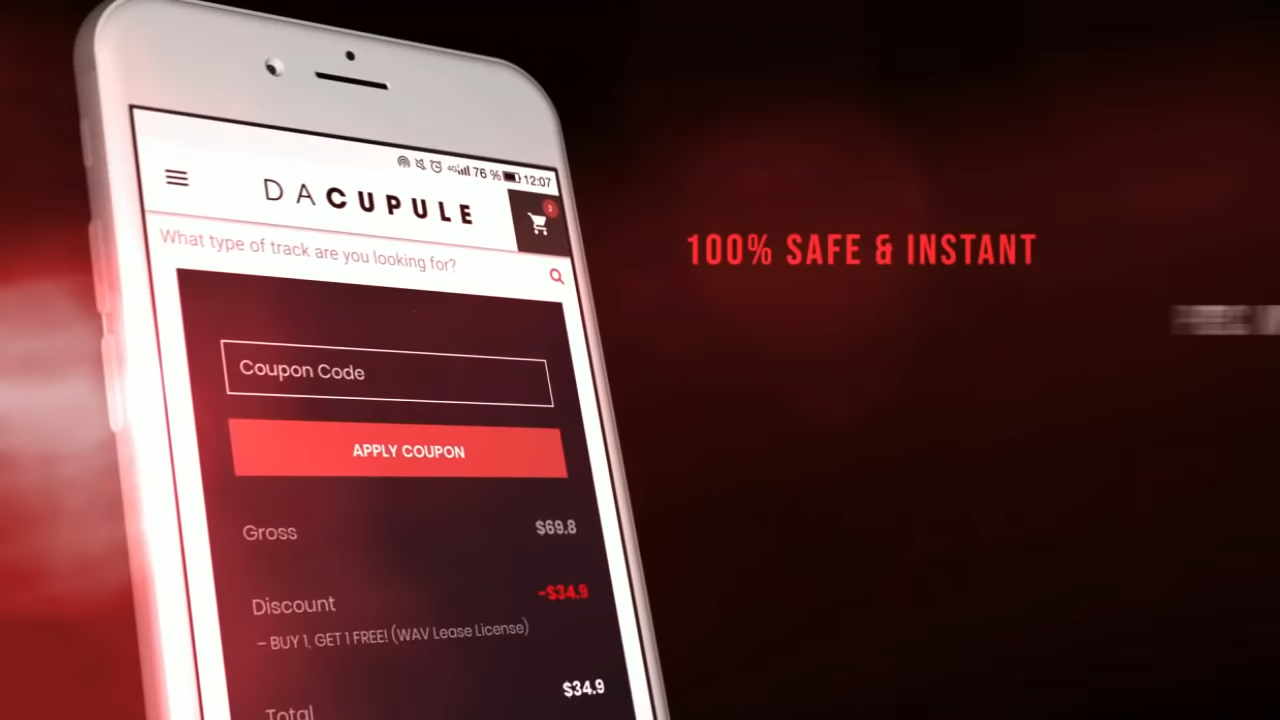 4G 76 % 12:07
DACUPULE
What type of track are you looking for?
100% SAFE & INSTANT
Coupon Code
APPLY COUPON
Gross $69.8
Discount -$34.9
– BUY 1, GET 1 FREE! (WAV Lease License)
Total $34.9